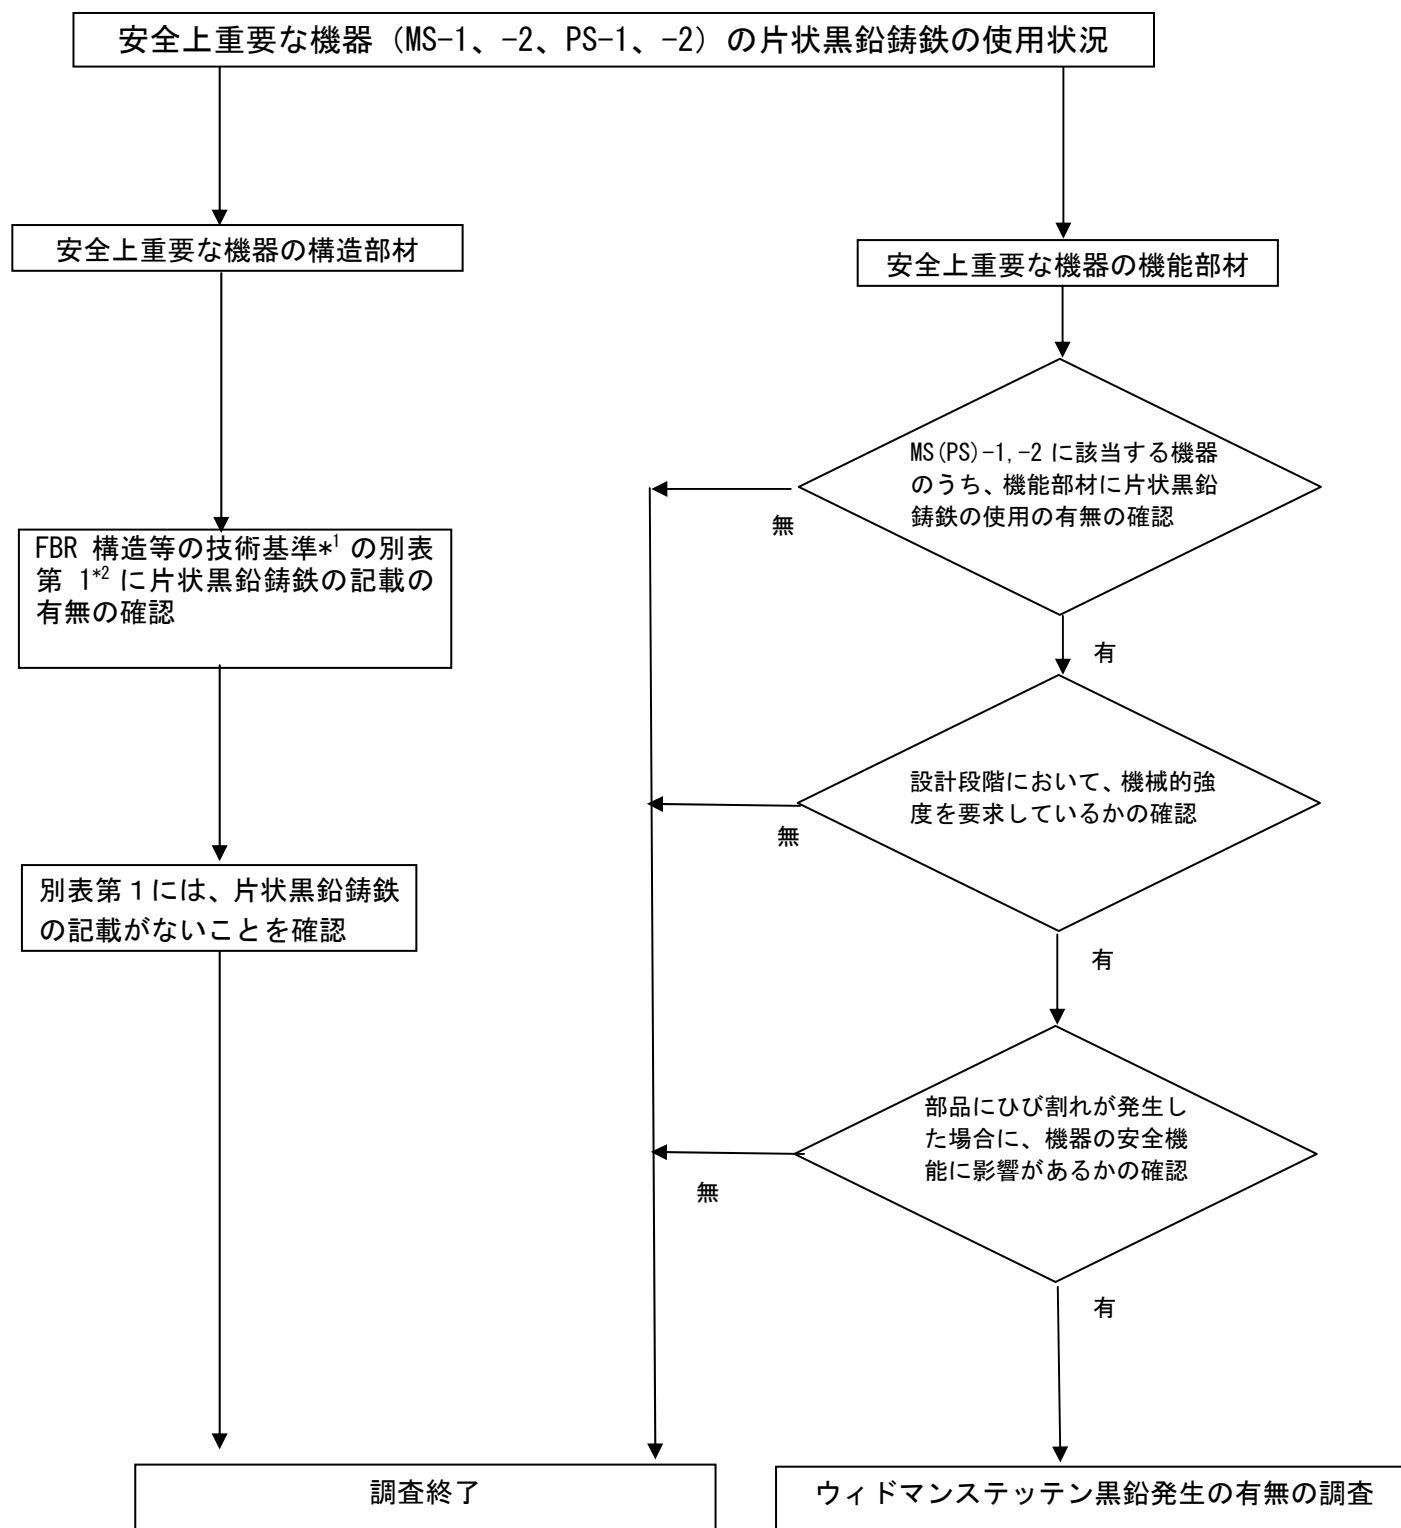 安全上重要な機器（MS-1、-2、PS-1、-2）の片状黒鉛鋳鉄の使用状況
安全上重要な機器の構造部材
安全上重要な機器の機能部材
MS(PS)-1,-2 に該当する機器
のうち、機能部材に片状黒鉛
鋳鉄の使用の有無の確認
無
FBR 構造等の技術基準*1 の別表
第 1*2 に片状黒鉛鋳鉄の記載の
有無の確認
有
設計段階において、機械的強
度を要求しているかの確認
無
別表第１には、片状黒鉛鋳鉄
の記載がないことを確認
有
部品にひび割れが発生し
た場合に、機器の安全機
能に影響があるかの確認
無
有
調査終了
ウィドマンステッテン黒鉛発生の有無の調査